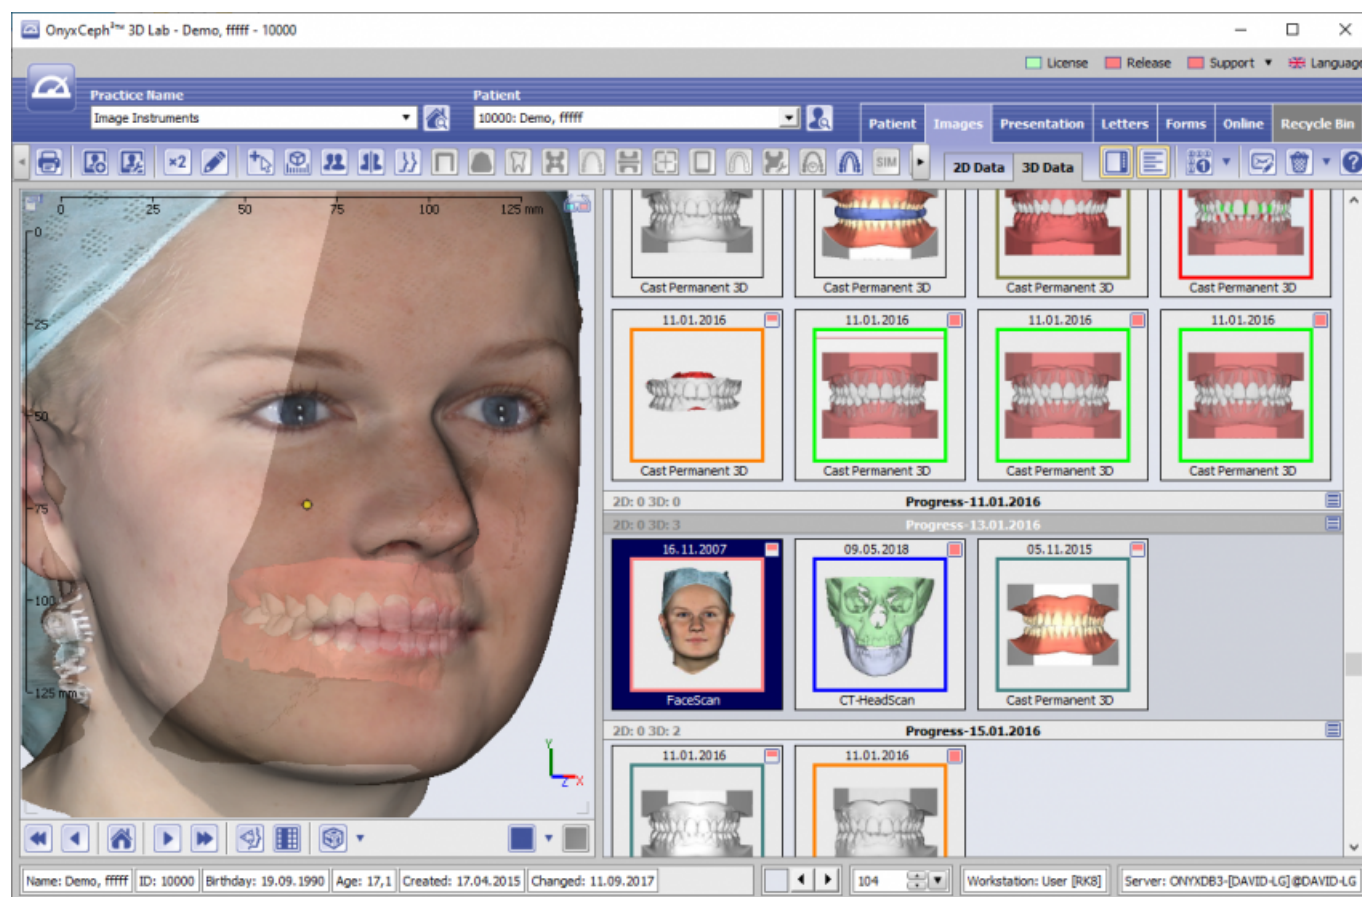 OnyxCeph³™ 3D Lab - Demo, fffff - 10000
License Release Support Language
Practice Name
Patient
Image Instruments
10000: Demo, fffff
Patient Images Presentation Letters Forms Online Recycle Bin
×2
SIM
2D Data 3D Data
0 25 50 75 100 125 mm
0
25
50
75
100
125 mm
Y
Z X
Cast Permanent 3D Cast Permanent 3D Cast Permanent 3D Cast Permanent 3D
11.01.2016 11.01.2016 11.01.2016 11.01.2016
Cast Permanent 3D Cast Permanent 3D Cast Permanent 3D Cast Permanent 3D
2D: 0 3D: 0 Progress-11.01.2016
2D: 0 3D: 3 Progress-13.01.2016
16.11.2007 09.05.2018 05.11.2015
FaceScan CT-HeadScan Cast Permanent 3D
2D: 0 3D: 2 Progress-15.01.2016
11.01.2016 11.01.2016
Name: Demo, fffff ID: 10000 Birthday: 19.09.1990 Age: 17,1 Created: 17.04.2015 Changed: 11.09.2017 104 Workstation: User [RK8] Server: ONYXDB3-[DAVID-LG]@DAVID-LG